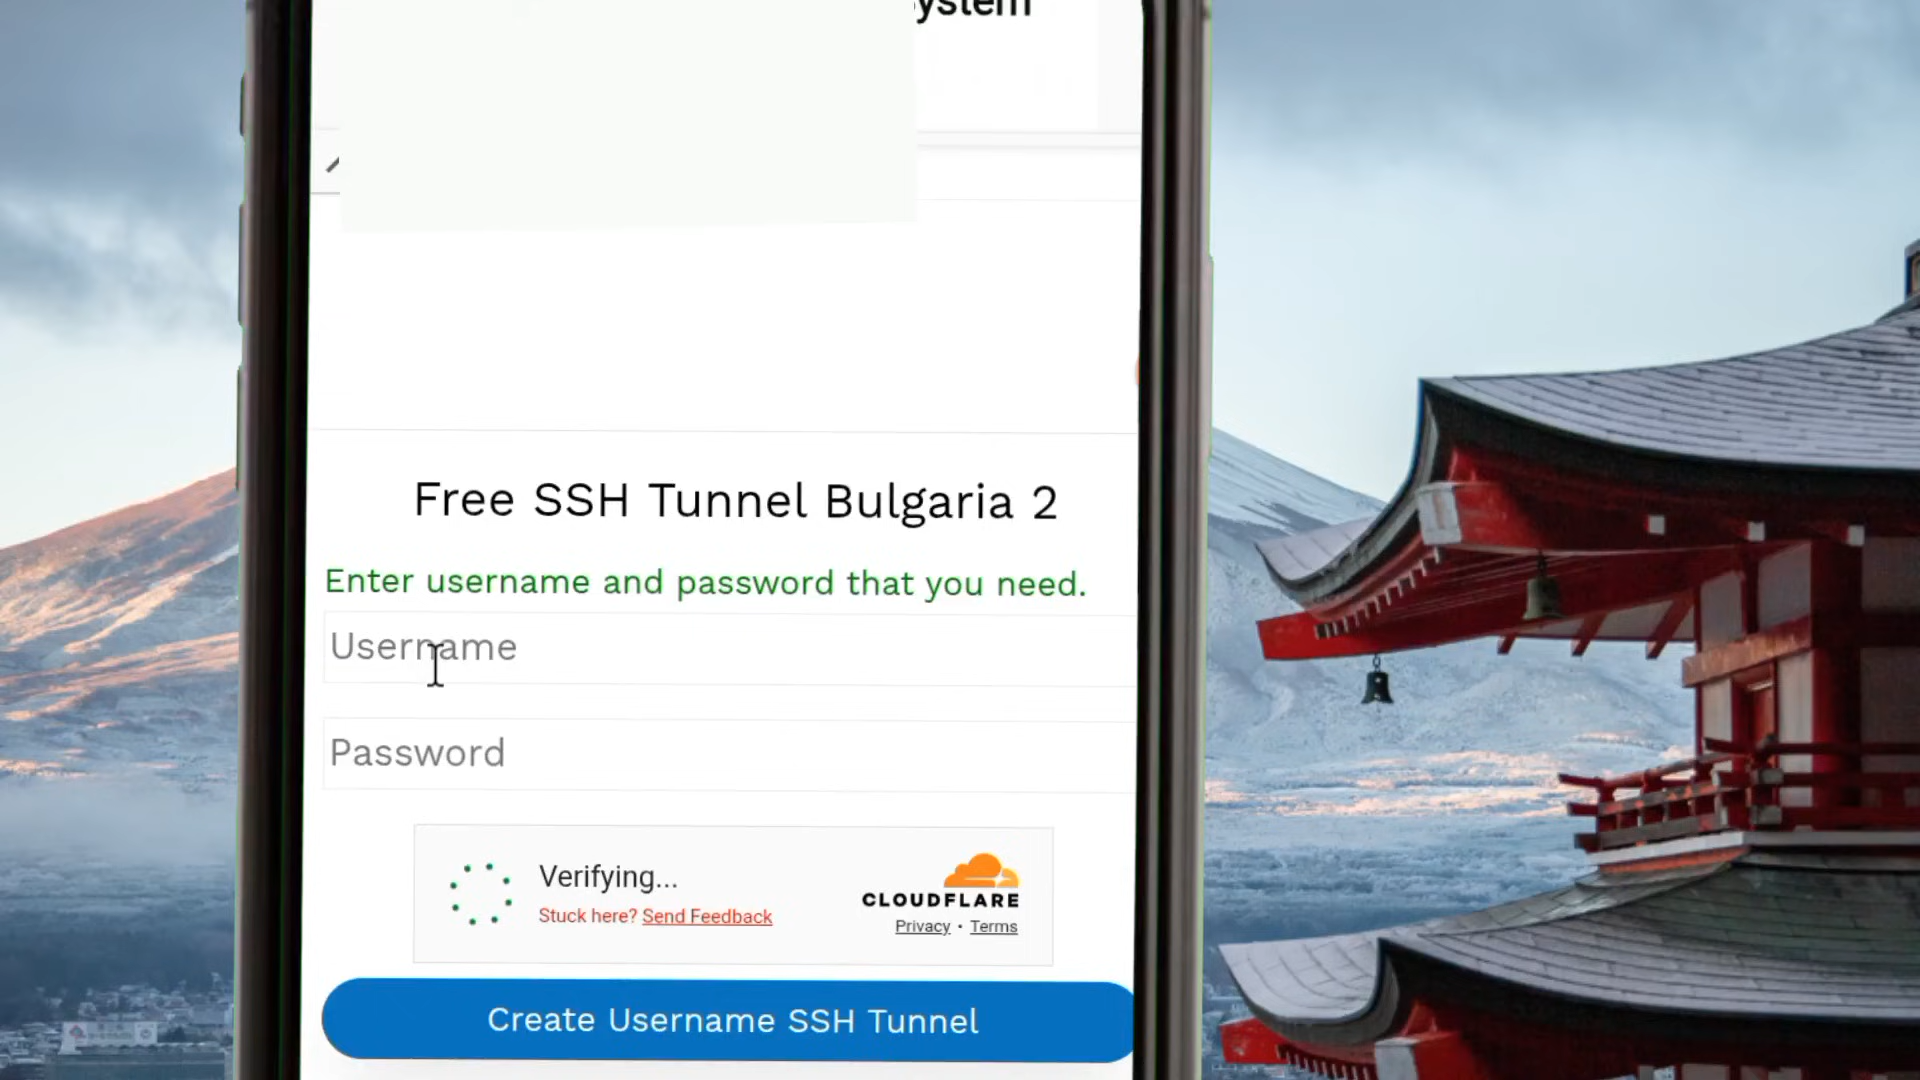 Free SSH Tunnel Bulgaria 2
Enter username and password that you need.
Username
Password
Verifying...
Stuck here? Send Feedback
CLOUDFLARE
Privacy • Terms
Create Username SSH Tunnel